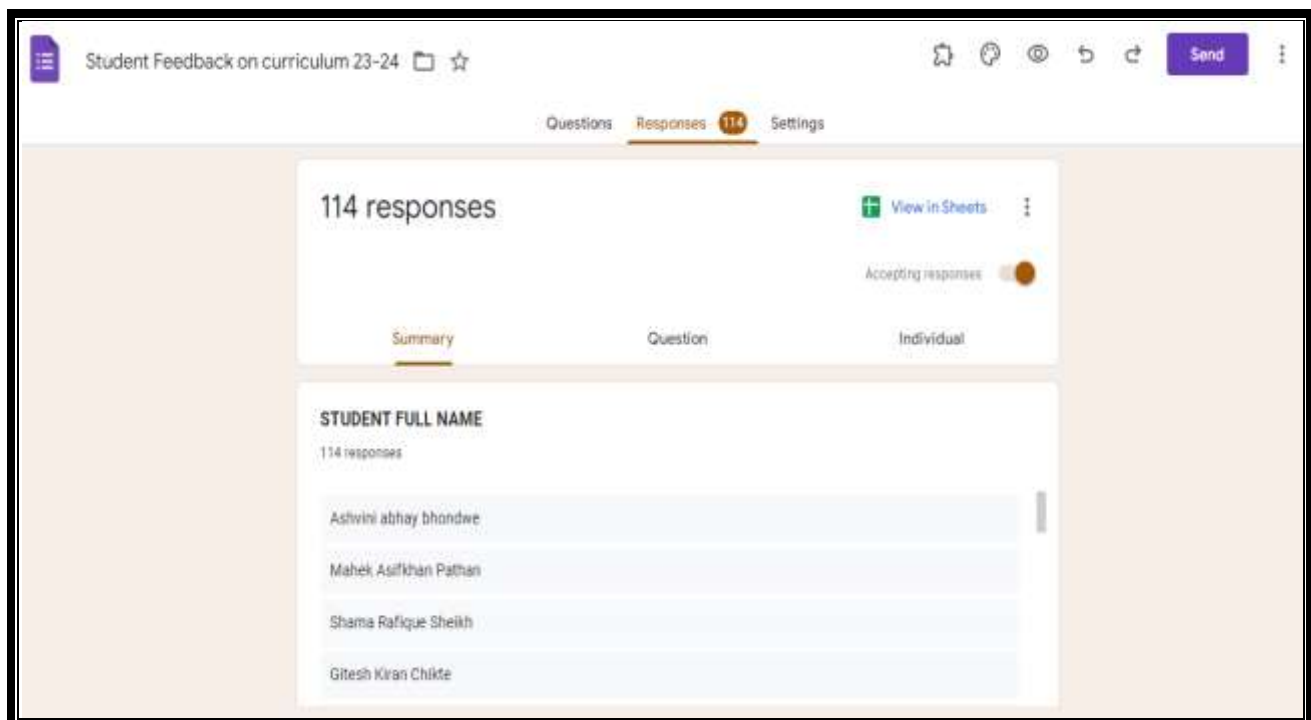 Student Feedback on curriculum 23-24
Send
Questions Responses 114 Settings
114 responses
View in Sheets
Accepting responses
Summary Question Individual
STUDENT FULL NAME
114 responses
Ashvini abhay bhondwe
Mahek Asifkhan Pathan
Shama Rafique Sheikh
Gitesh Kiran Chikte